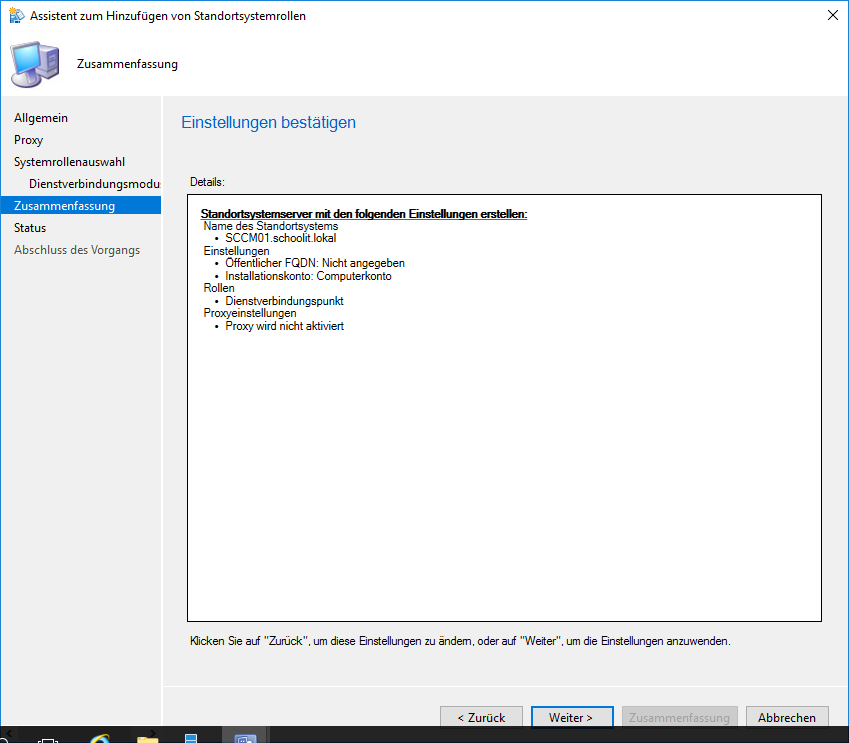 Assistent zum Hinzufügen von Standortsystemrollen
Zusammenfassung
Allgemein
Proxy
Systemrollenauswahl
Dienstverbindungsmodus
Zusammenfassung
Status
Abschluss des Vorgangs
Einstellungen bestätigen
Details:
Standortsystemserver mit den folgenden Einstellungen erstellen:
Name des Standortsystems
• SCCM01.schoolit.lokal
Einstellungen
• Öffentlicher FQDN: Nicht angegeben
• Installationskonto: Computerkonto
Rollen
• Dienstverbindungspunkt
Proxyeinstellungen
• Proxy wird nicht aktiviert
Klicken Sie auf "Zurück", um diese Einstellungen zu ändern, oder auf "Weiter", um die Einstellungen anzuwenden.
< Zurück
Weiter >
Zusammenfassung
Abbrechen